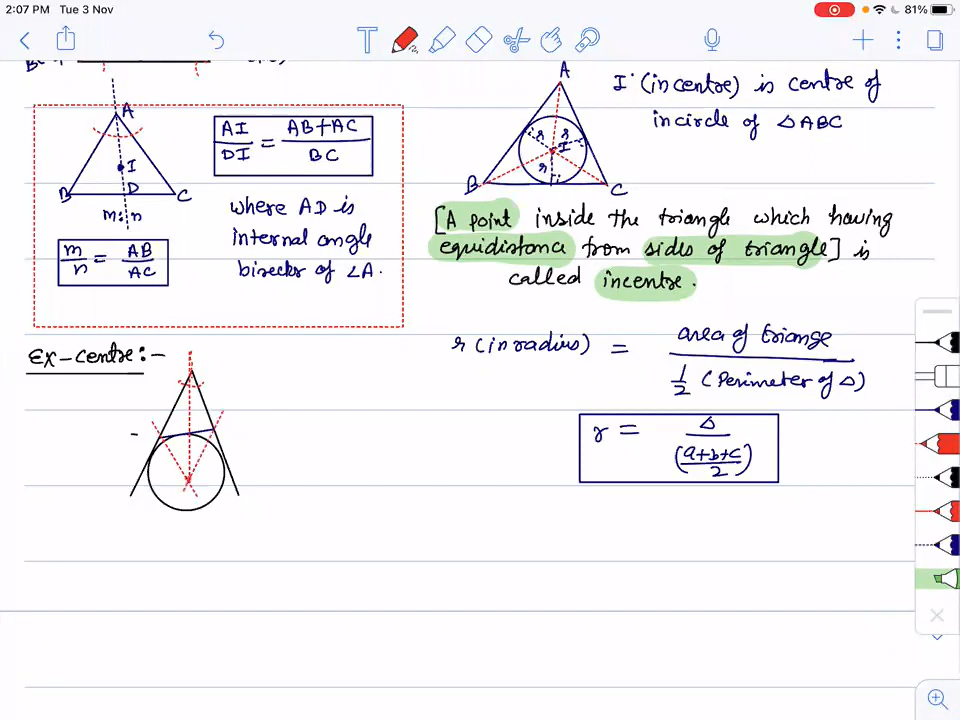 2:07 PM Tue 3 Nov
81%
T
A
B
C
I
D
m:n
AI/DI = AB+AC/BC
where AD is
internal angle
bisects of ∠A.
m/n = AB/AC
A
B
C
I
r
r
r
I (incentre) is centre of
incircle of △ABC
[A point inside the triangle which having
equidistance from sides of triangle] is
called incentre.
r (inradius) = area of triange / 1/2 (Perimeter of △)
r = △ / (a+b+c / 2)
Ex-centre:-